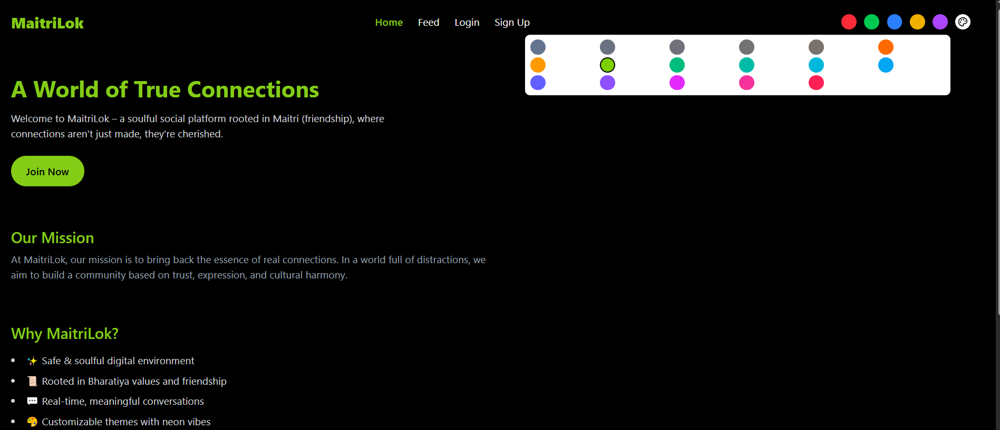 MaitriLok
Home Feed Login Sign Up
A World of True Connections
Welcome to MaitriLok – a soulful social platform rooted in Maitri (friendship), where
connections aren't just made, they're cherished.
Join Now
Our Mission
At MaitriLok, our mission is to bring back the essence of real connections. In a world full of distractions, we
aim to build a community based on trust, expression, and cultural harmony.
Why MaitriLok?
• ✨ Safe & soulful digital environment
• 📜 Rooted in Bharatiya values and friendship
• 💬 Real-time, meaningful conversations
• 🎨 Customizable themes with neon vibes